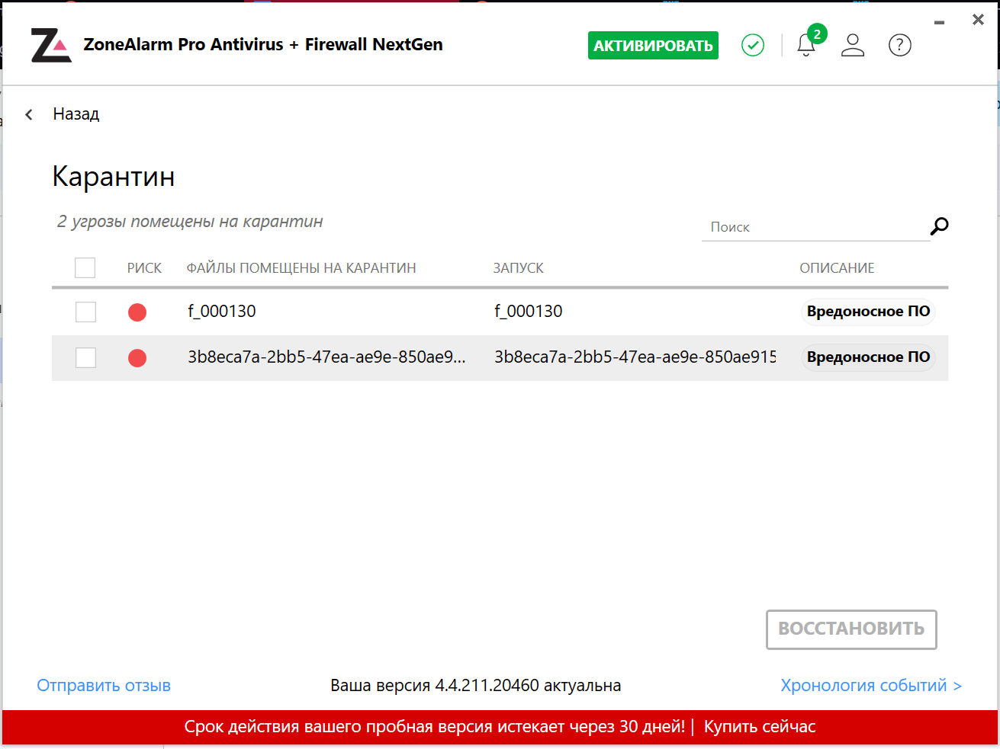 ZoneAlarm Pro Antivirus + Firewall NextGen
АКТИВИРОВАТЬ
2
Назад
Карантин
2 угрозы помещены на карантин
Поиск
РИСК ФАЙЛЫ ПОМЕЩЕНЫ НА КАРАНТИН ЗАПУСК ОПИСАНИЕ
f_000130 f_000130 Вредоносное ПО
3b8eca7a-2bb5-47ea-ae9e-850ae9... 3b8eca7a-2bb5-47ea-ae9e-850ae915 Вредоносное ПО
ВОССТАНОВИТЬ
Отправить отзыв Ваша версия 4.4.211.20460 актуальна Хронология событий >
Срок действия вашего пробная версия истекает через 30 дней! | Купить сейчас